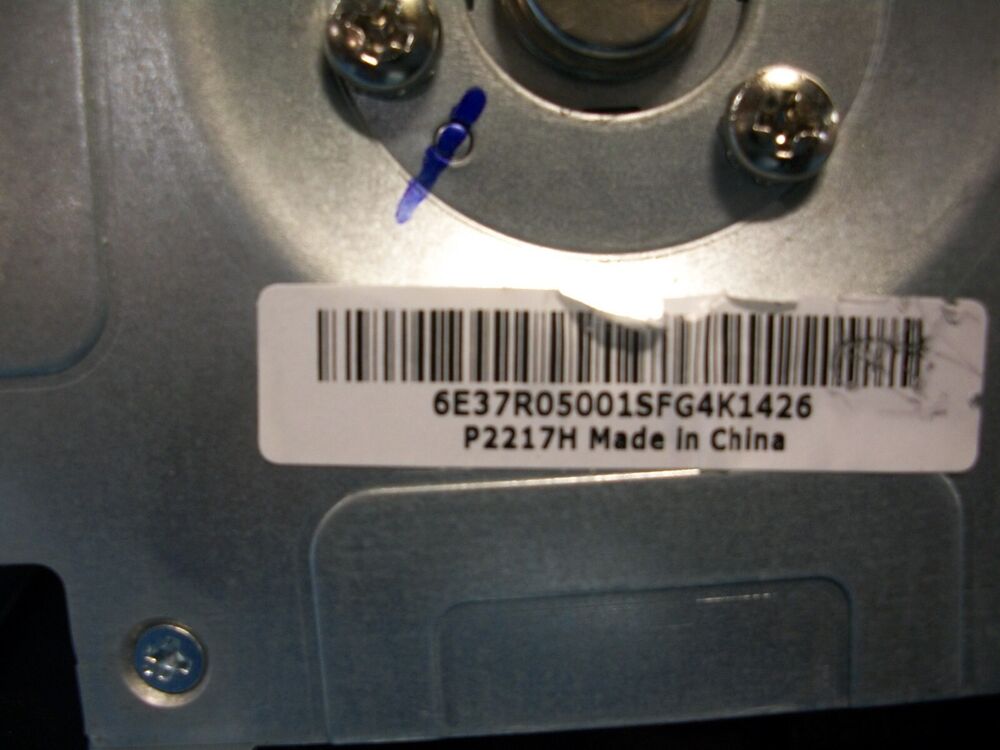 6E37R05001SFG4K1426
P2217H Made in China